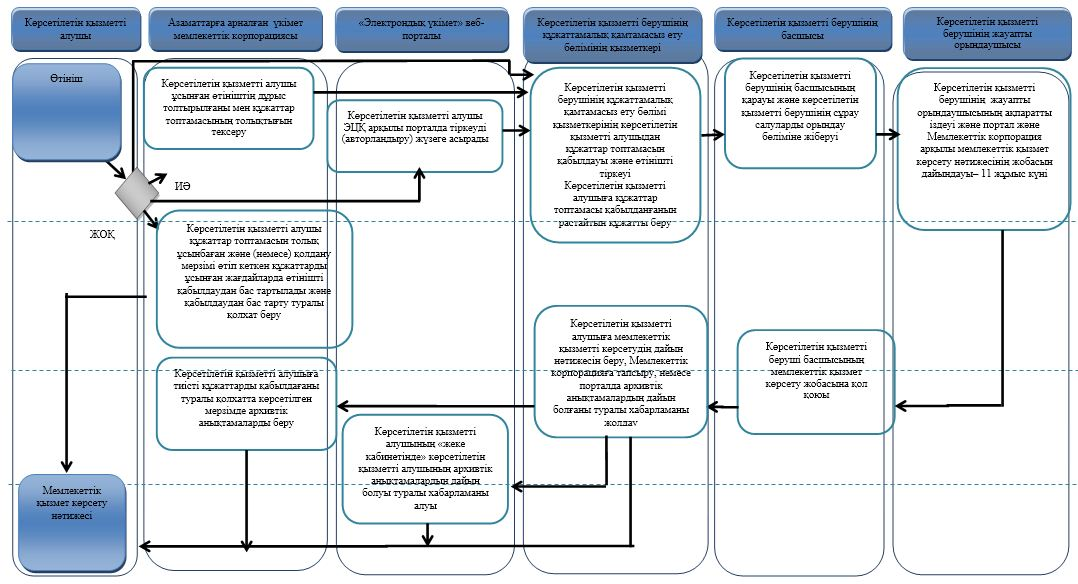 Көрсетілетін қызметті
алушы
Азаматтарға арналған үкімет
мемлекеттік корпорациясы
«Электрондық үкімет» веб-
порталы
Көрсетілетін қызметті берушінің
құжаттамалық қамтамасыз ету
бөлімінің қызметкері
Көрсетілетін қызметті берушінің
басшысы
Көрсетілетін қызметті
берушінің жауапты
орындаушысы
Өтініш
Көрсетілетін қызметті алушы
ұсынған өтініштің дұрыс
толтырылғаны мен құжаттар
топтамасының толықтығын
тексеру
Көрсетілетін қызметті алушы
ЭЦҚ арқылы порталда тіркеуді
(авторландыру) жүзеге асырады
Көрсетілетін қызметті
берушінің құжаттамалық
қамтамасыз ету бөлімі
қызметкерінің көрсетілетін
қызметті алушыдан
құжаттар топтамасын
қабылдауы және өтінішті
тіркеуі
Көрсетілетін қызметті
алушыға құжаттар
топтамасы қабылданғанын
растайтын құжатты беру
Көрсетілетін қызметті
берушінің басшысының
қарауы және көрсетілетін
қызметті берушінің сұрау
салуларды орындау
бөліміне жіберуі
Көрсетілетін қызметті
берушінің жауапты
орындаушысының ақпаратты
іздеуі және портал және
Мемлекеттік корпорация
арқылы мемлекеттік қызмет
көрсету нәтижесінің жобасын
дайындауы– 11 жұмыс күні
ИӘ
ЖОҚ
Көрсетілетін қызметті алушы
құжаттар топтамасын толық
ұсынбаған және (немесе) қолдану
мерзімі өтіп кеткен құжаттарды
ұсынған жағдайларда өтінішті
қабылдаудан бас тартылады және
қабылдаудан бас тарту туралы
қолхат беру
Көрсетілетін қызметті алушыға
тиісті құжаттарды қабылдағаны
туралы қолхатта көрсетілген
мерзімде архивтік
анықтамаларды беру
Көрсетілетін қызметті
алушының «жеке
кабинетінде» көрсетілетін
қызметті алушының архивтік
анықтамалардың дайын
болуы туралы хабарламаны
алуы
Көрсетілетін қызметті
алушыға мемлекеттік
қызметті көрсетудің дайын
нәтижесін беру, Мемлекеттік
корпорацияға тапсыру, немесе
порталда архивтік
анықтамалардың дайын
болғаны туралы хабарламаны
жолдау
Көрсетілетін қызметті
беруші басшысының
мемлекеттік қызмет
көрсету жобасына қол
қоюы
Мемлекеттік
қызмет көрсету
нәтижесі